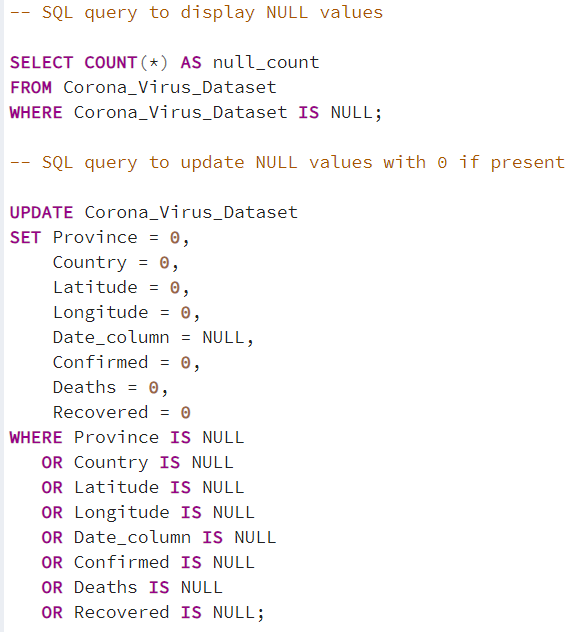 -- SQL query to display NULL values
SELECT COUNT(*) AS null_count
FROM Corona_Virus_Dataset
WHERE Corona_Virus_Dataset IS NULL;
-- SQL query to update NULL values with 0 if present
UPDATE Corona_Virus_Dataset
SET Province = 0,
    Country = 0,
    Latitude = 0,
    Longitude = 0,
    Date_column = NULL,
    Confirmed = 0,
    Deaths = 0,
    Recovered = 0
WHERE Province IS NULL
   OR Country IS NULL
   OR Latitude IS NULL
   OR Longitude IS NULL
   OR Date_column IS NULL
   OR Confirmed IS NULL
   OR Deaths IS NULL
   OR Recovered IS NULL;